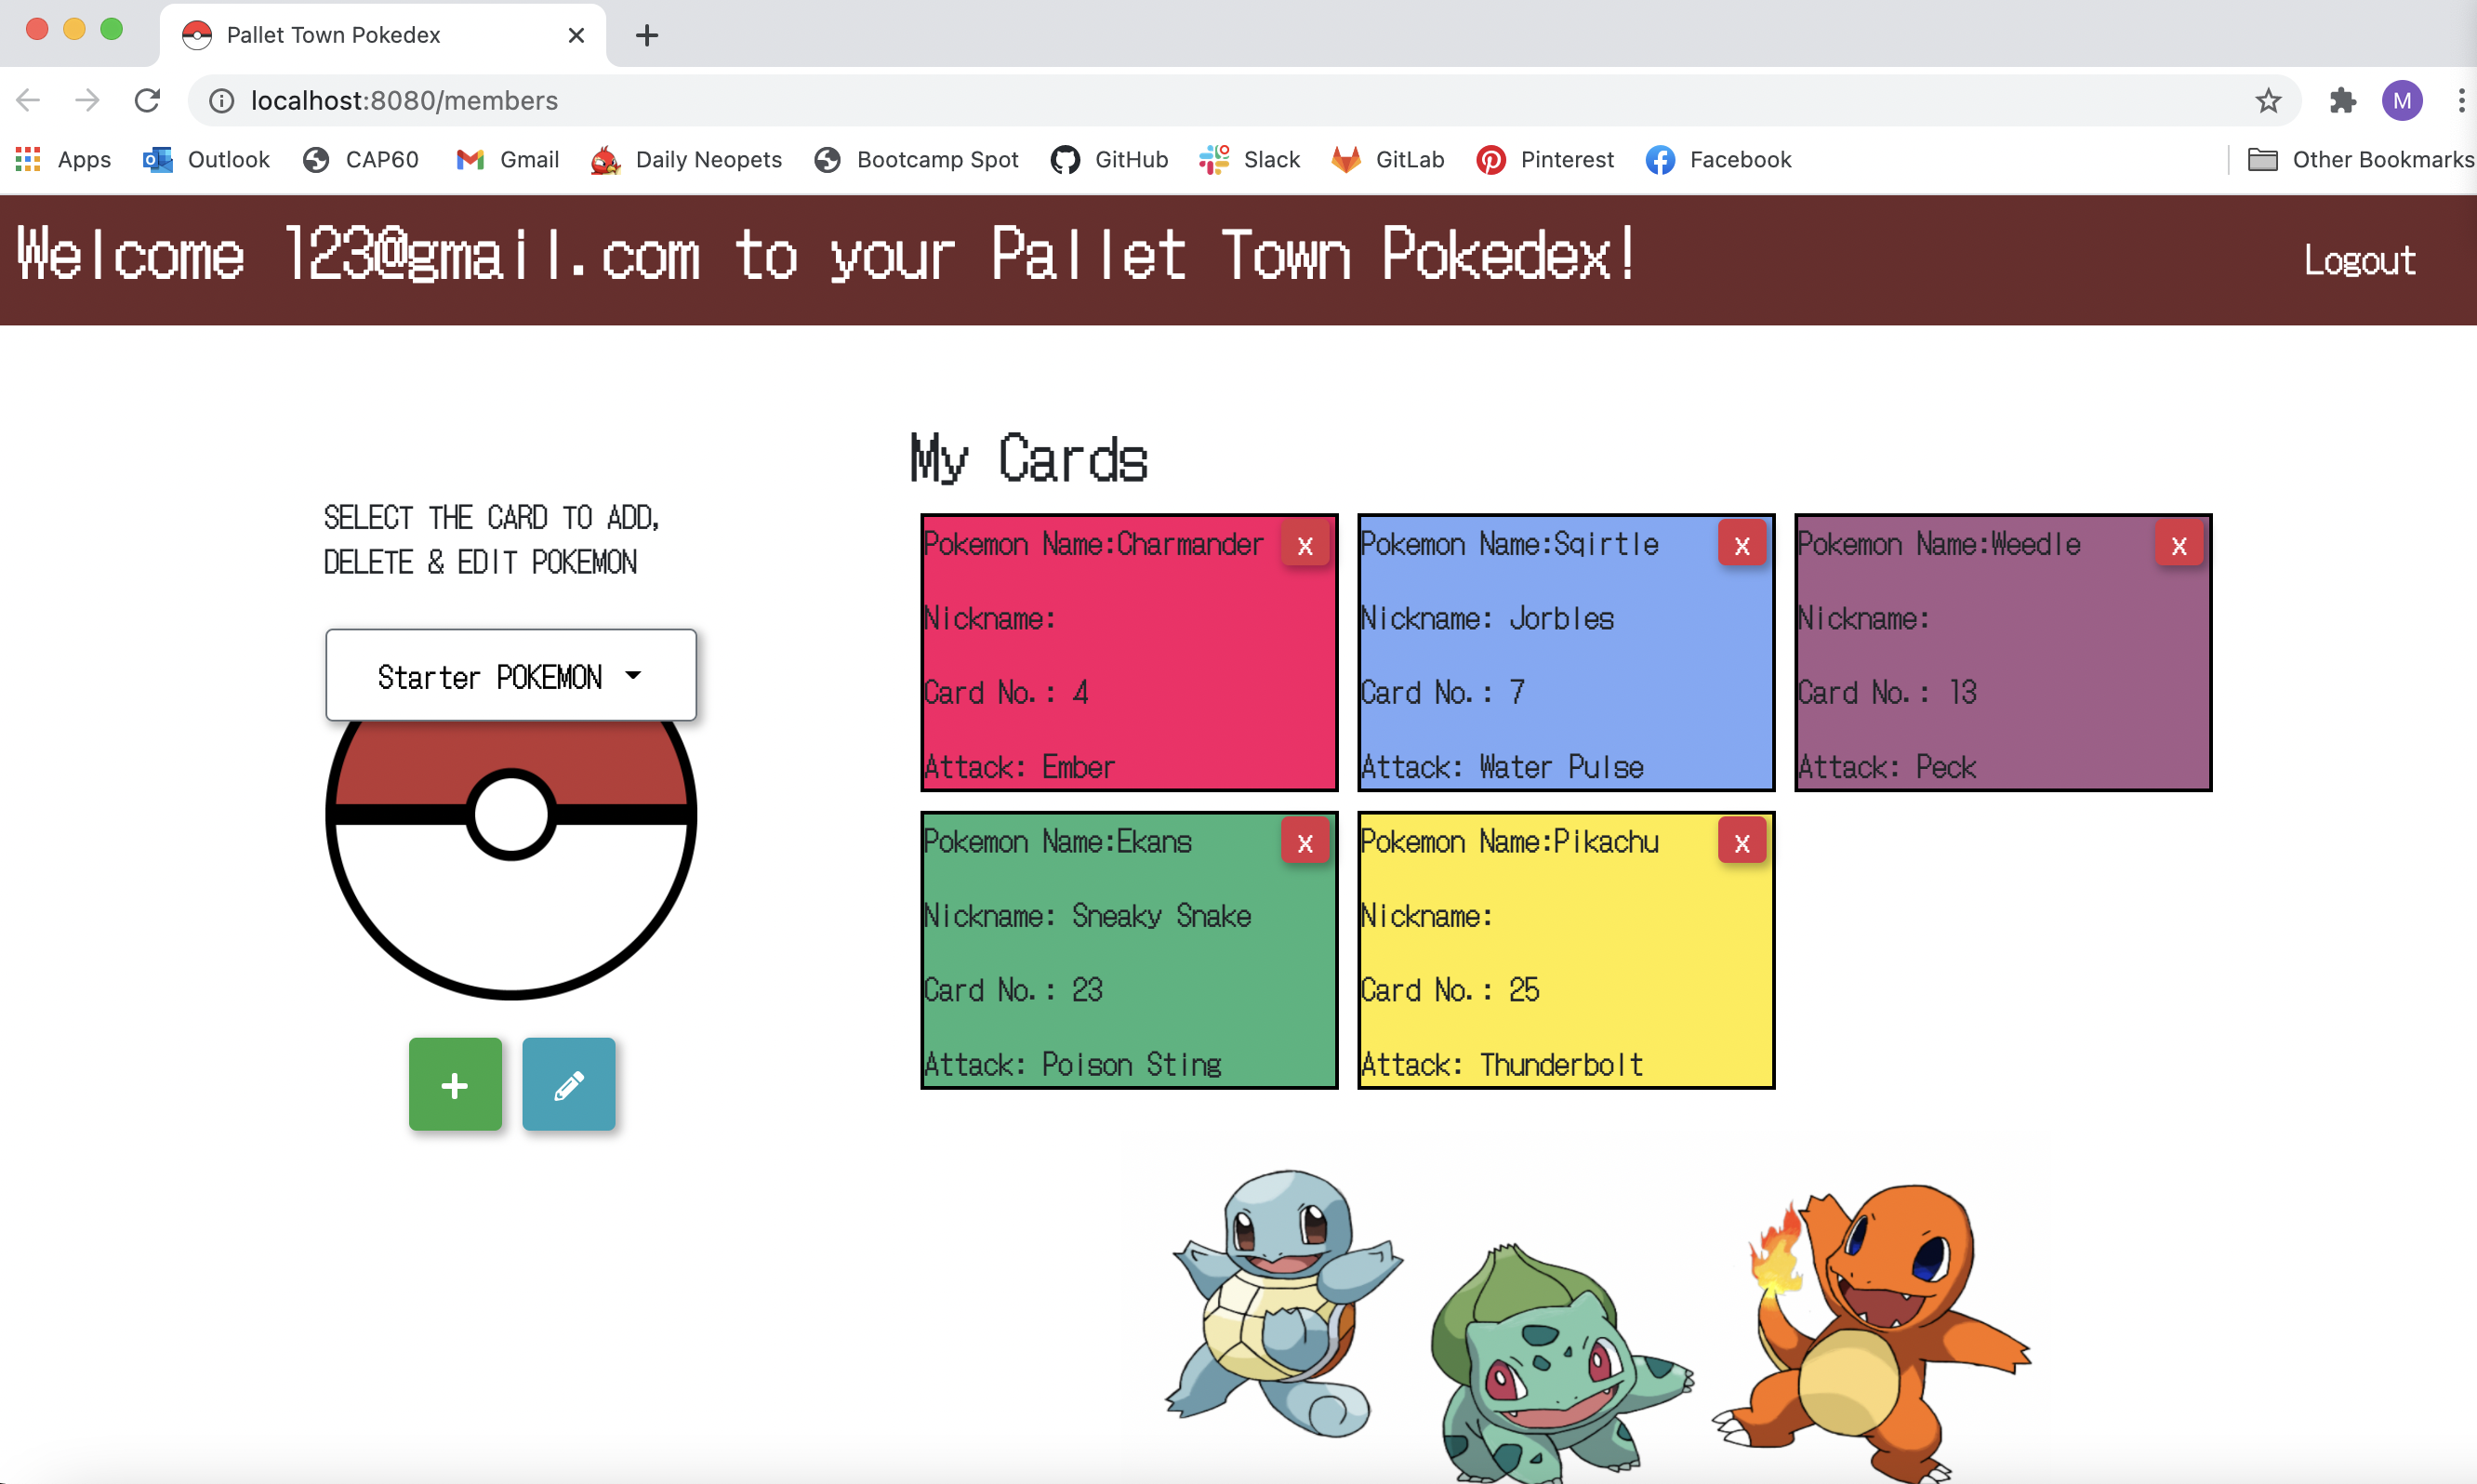 Pallet Town Pokedex
localhost:8080/members
M
Apps Outlook CAP60 Gmail Daily Neopets Bootcamp Spot GitHub Slack GitLab Pinterest Facebook Other Bookmarks
Welcome 123@gmail.com to your Pallet Town Pokedex!
Logout
SELECT THE CARD TO ADD,
DELETE & EDIT POKEMON
Starter POKEMON
My Cards
Pokemon Name:Charmander
x
Nickname:
Card No.: 4
Attack: Ember
Pokemon Name:Sqirtle
x
Nickname: Jorbles
Card No.: 7
Attack: Water Pulse
Pokemon Name:Weedle
x
Nickname:
Card No.: 13
Attack: Peck
Pokemon Name:Ekans
x
Nickname: Sneaky Snake
Card No.: 23
Attack: Poison Sting
Pokemon Name:Pikachu
x
Nickname:
Card No.: 25
Attack: Thunderbolt